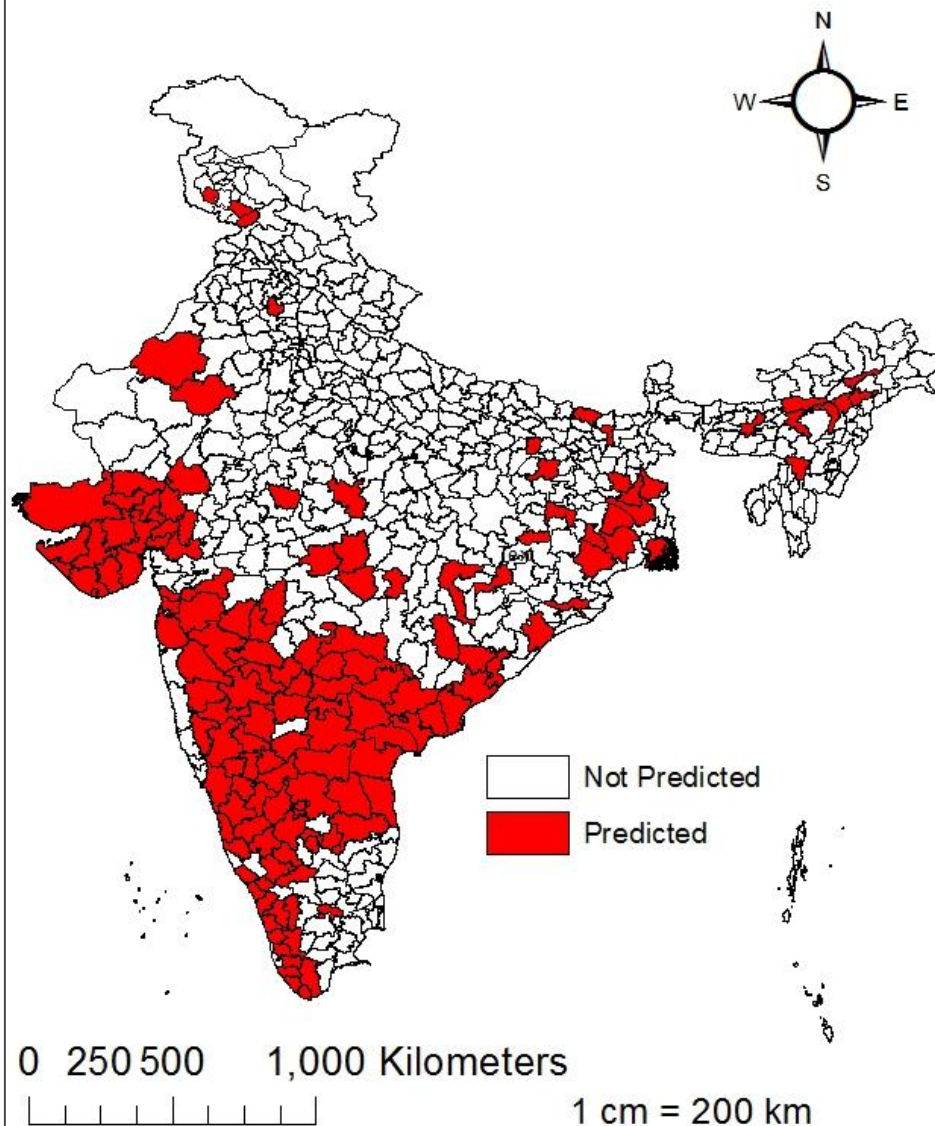 N
W E
S
Not Predicted
Predicted
0 250 500 1,000 Kilometers
1 cm = 200 km